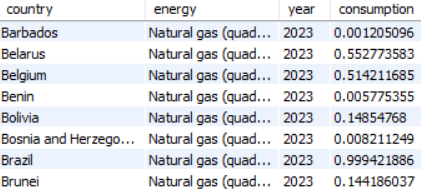 country energy year consumption
Barbados Natural gas (quad... 2023 0.001205096
Belarus Natural gas (quad... 2023 0.552773583
Belgium Natural gas (quad... 2023 0.514211685
Benin Natural gas (quad... 2023 0.005775355
Bolivia Natural gas (quad... 2023 0.14854768
Bosnia and Herzego... Natural gas (quad... 2023 0.008211249
Brazil Natural gas (quad... 2023 0.999421886
Brunei Natural gas (quad... 2023 0.144186037